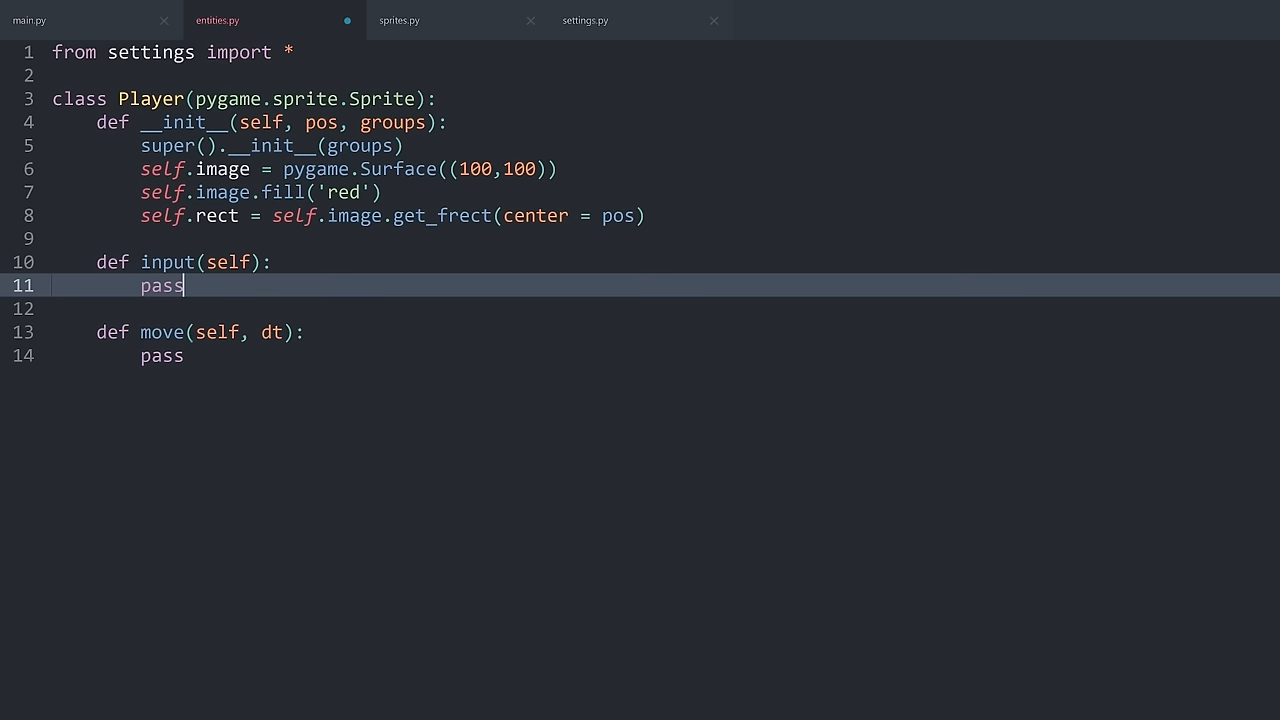 main.py
entities.py
sprites.py
settings.py
1 from settings import *
2
3 class Player(pygame.sprite.Sprite):
4     def __init__(self, pos, groups):
5         super().__init__(groups)
6         self.image = pygame.Surface((100,100))
7         self.image.fill('red')
8         self.rect = self.image.get_frect(center = pos)
9
10     def input(self):
11         pass
12
13     def move(self, dt):
14         pass